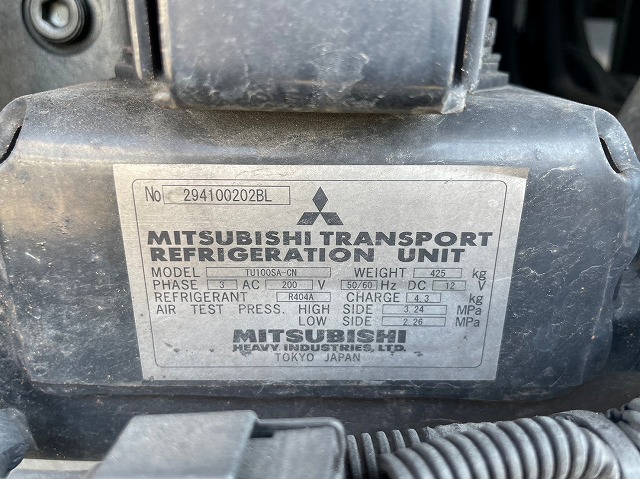 No 294100202BL
MITSUBISHI TRANSPORT
REFRIGERATION UNIT
MODEL TU100SA-CN WEIGHT 425 kg
PHASE 3 AC 200 V 50/60 Hz DC 12 V
REFRIGERANT R404A CHARGE 4.3 kg
AIR TEST PRESS. HIGH SIDE 3.24 MPa
LOW SIDE 2.26 MPa
MITSUBISHI
HEAVY INDUSTRIES, LTD.
TOKYO JAPAN